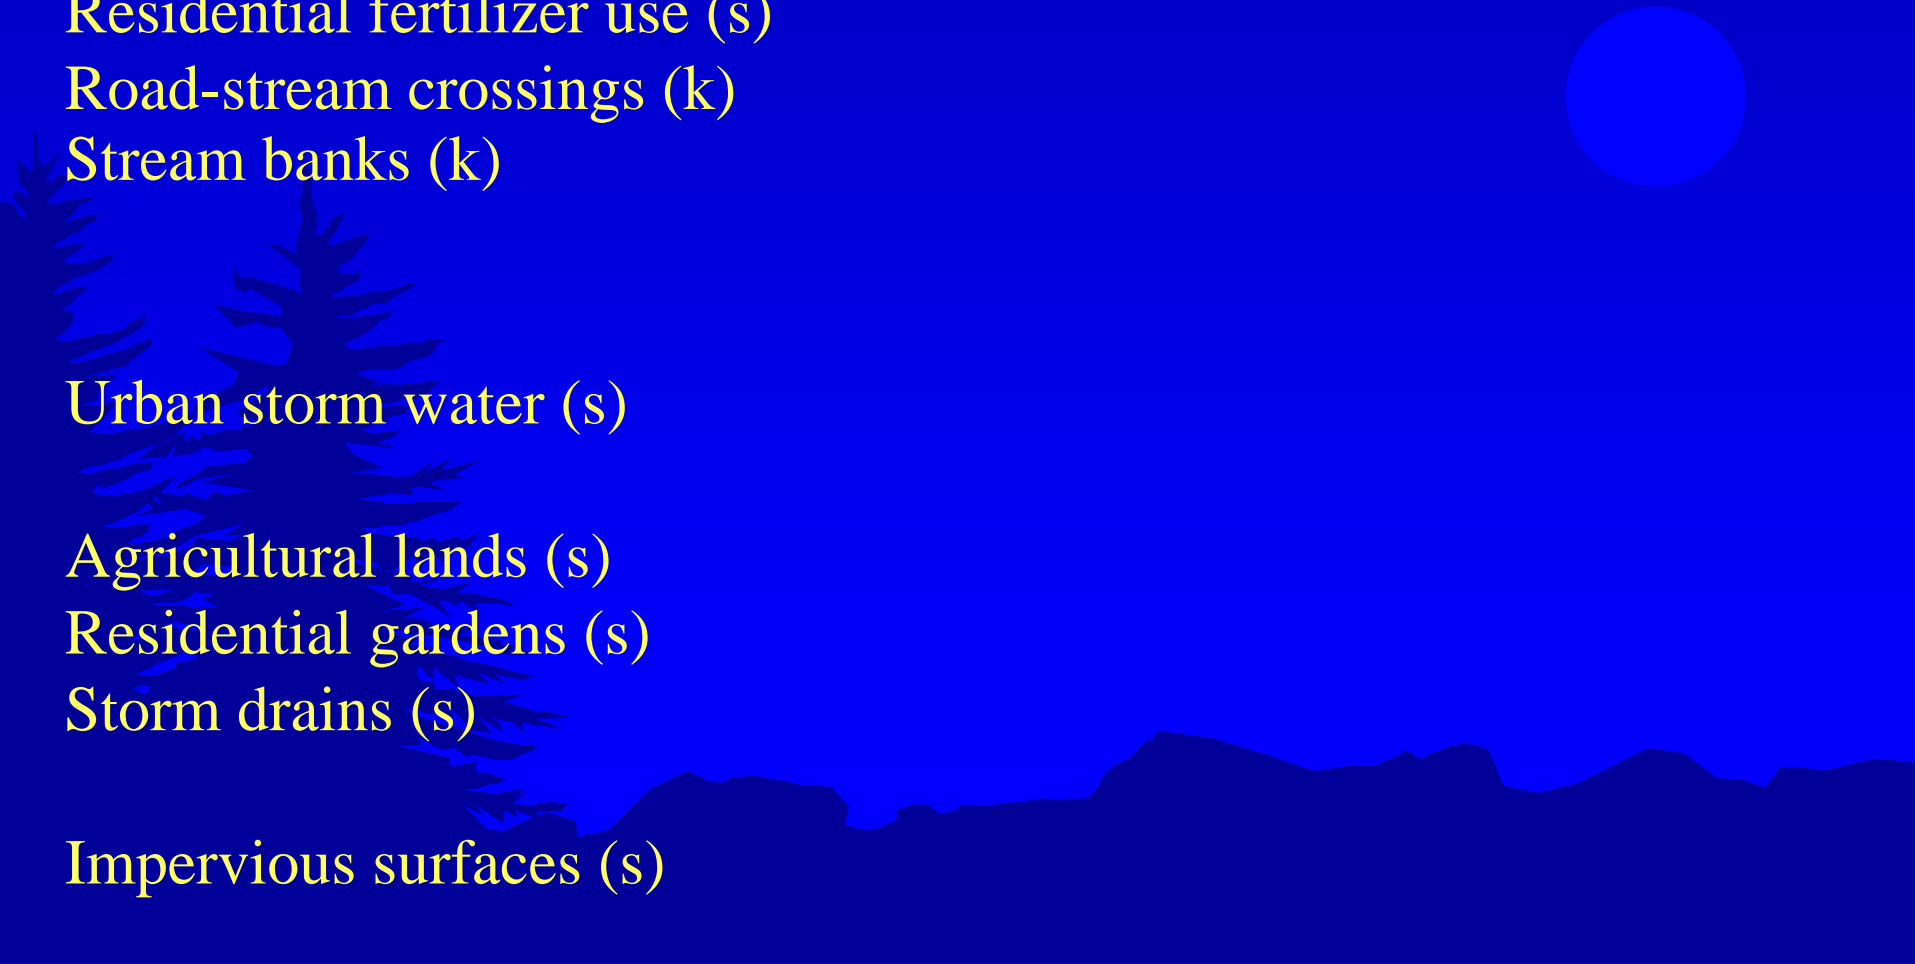 Residential fertilizer use (s)
Road-stream crossings (k)
Stream banks (k)
Urban storm water (s)
Agricultural lands (s)
Residential gardens (s)
Storm drains (s)
Impervious surfaces (s)